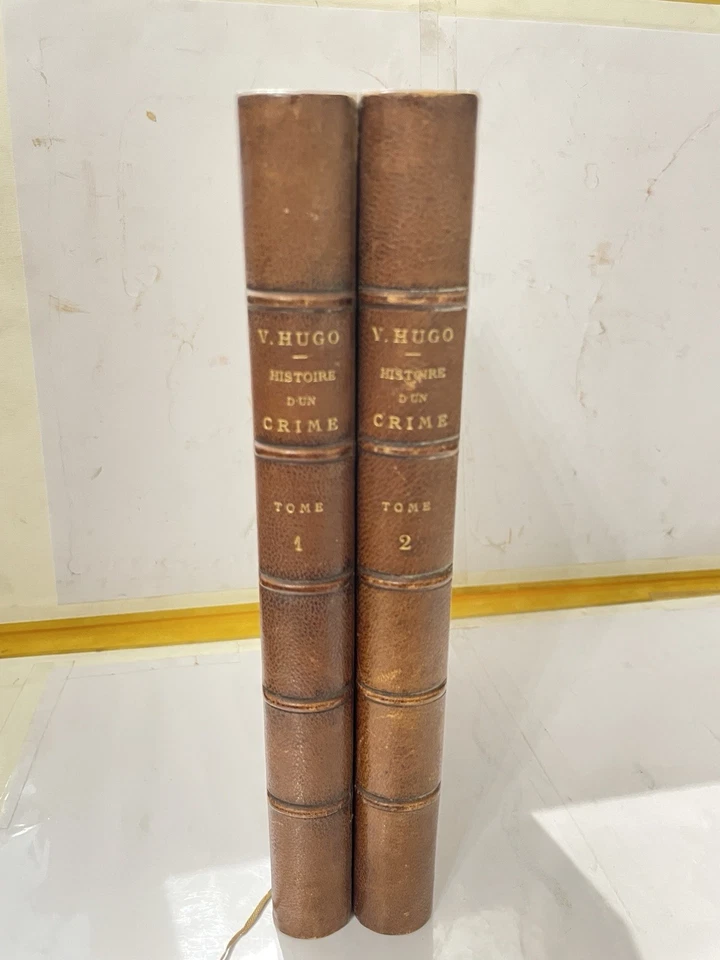 V. HUGO
HISTOIRE
D'UN
CRIME
TOME
1
V. HUGO
HISTOIRE
D'UN
CRIME
TOME
2